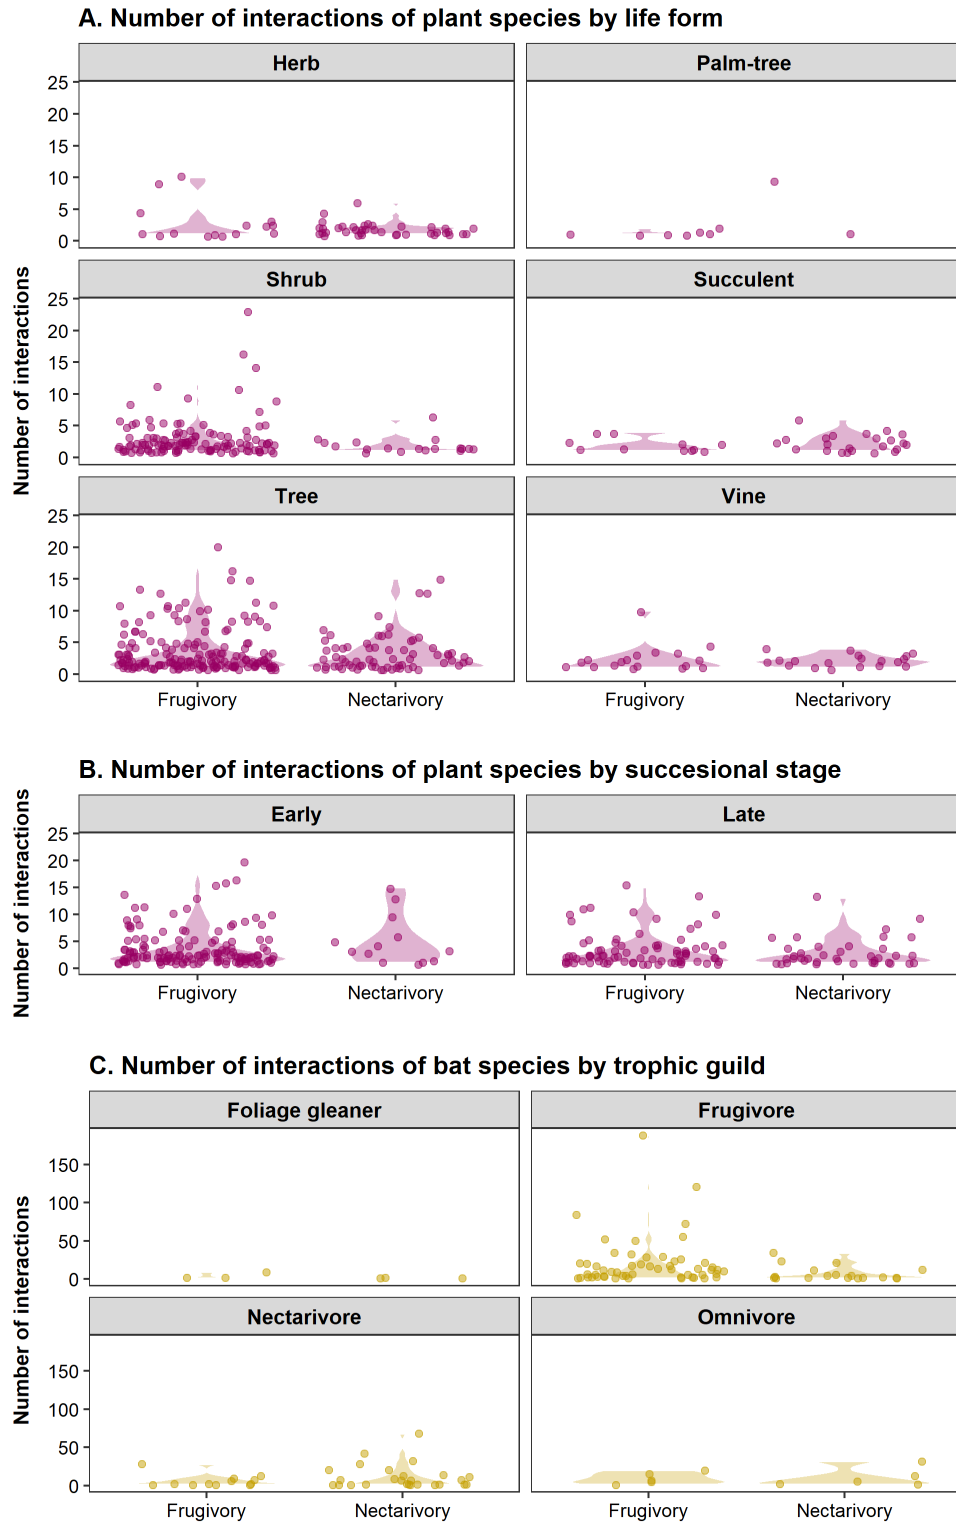 A. Number of interactions of plant species by life form
Herb
Palm-tree
25
20
15
10
5
0
Shrub
Succulent
25
20
15
10
5
0
Number of interactions
Tree
Vine
25
20
15
10
5
0
Frugivory
Nectarivory
Frugivory
Nectarivory
B. Number of interactions of plant species by succesional stage
Early
Late
25
20
15
10
5
0
Number of interactions
Frugivory
Nectarivory
Frugivory
Nectarivory
C. Number of interactions of bat species by trophic guild
Foliage gleaner
Frugivore
150
100
50
0
Number of interactions
Nectarivore
Omnivore
150
100
50
0
Frugivory
Nectarivory
Frugivory
Nectarivory